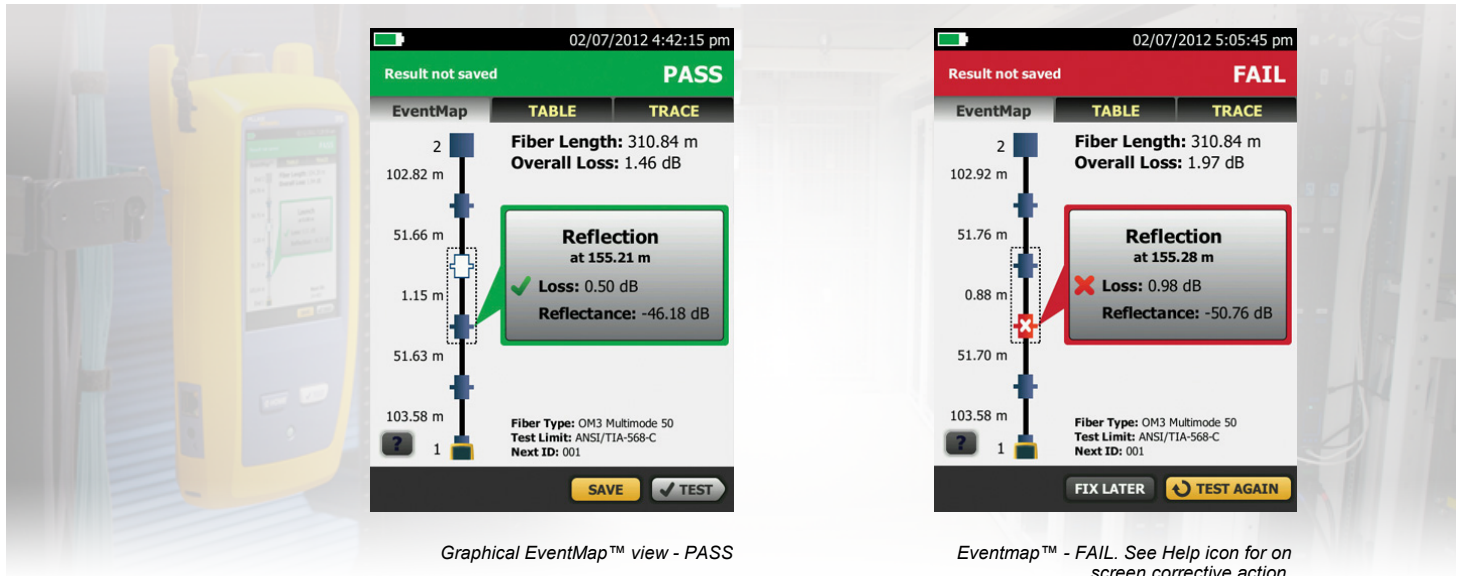 02/07/2012 4:42:15 pm
Result not saved PASS
EventMap TABLE TRACE
2
Fiber Length: 310.84 m
Overall Loss: 1.46 dB
102.82 m
51.66 m
Reflection
at 155.21 m
Loss: 0.50 dB
1.15 m
Reflectance: -46.18 dB
51.63 m
103.58 m
Fiber Type: OM3 Multimode 50
Test Limit: ANSI/TIA-568-C
? 1
Next ID: 001
SAVE TEST
Graphical EventMap™ view - PASS
02/07/2012 5:05:45 pm
Result not saved FAIL
EventMap TABLE TRACE
2
Fiber Length: 310.84 m
Overall Loss: 1.97 dB
102.92 m
51.76 m
Reflection
at 155.28 m
Loss: 0.98 dB
0.88 m
Reflectance: -50.76 dB
51.70 m
103.58 m
Fiber Type: OM3 Multimode 50
Test Limit: ANSI/TIA-568-C
? 1
Next ID: 001
FIX LATER TEST AGAIN
Eventmap™ - FAIL. See Help icon for on
screen corrective action.